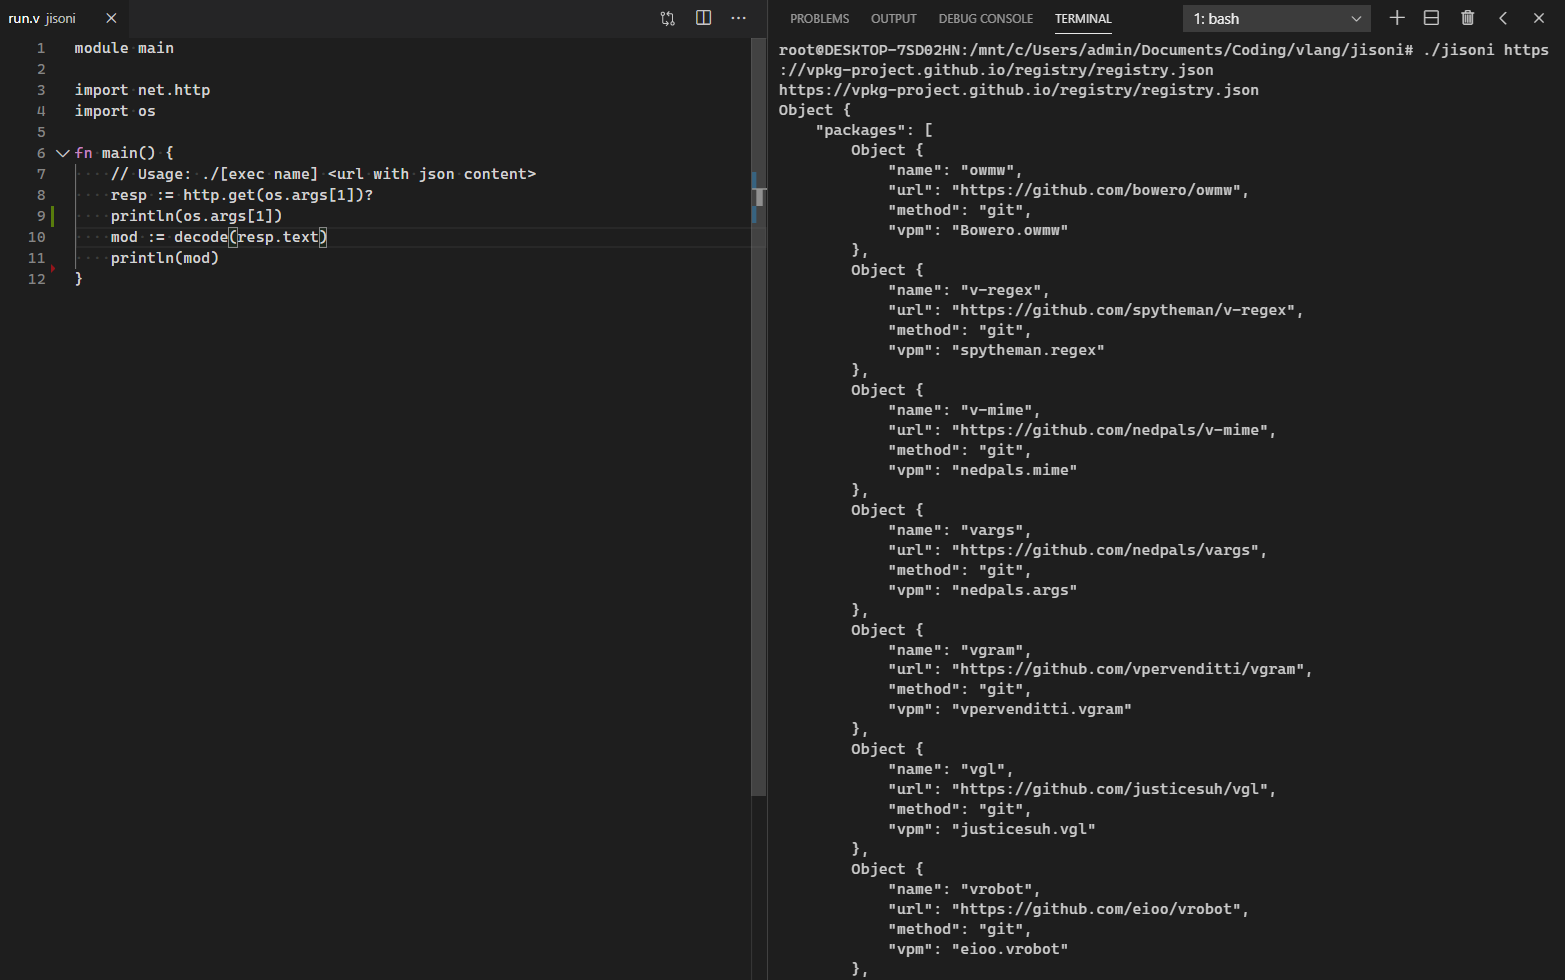 run.v jisoni
1 module main
2
3 import net.http
4 import os
5
6 fn main() {
7 // Usage: ./[exec name] <url with json content>
8 resp := http.get(os.args[1])?
9 println(os.args[1])
10 mod := decode(resp.text)
11 println(mod)
12 }
PROBLEMS OUTPUT DEBUG CONSOLE TERMINAL 1: bash
root@DESKTOP-7SD02HN:/mnt/c/Users/admin/Documents/Coding/vlang/jisoni# ./jisoni https
://vpkg-project.github.io/registry/registry.json
https://vpkg-project.github.io/registry/registry.json
Object {
"packages": [
Object {
"name": "owmw",
"url": "https://github.com/bowero/owmw",
"method": "git",
"vpm": "Bowero.owmw"
},
Object {
"name": "v-regex",
"url": "https://github.com/spytheman/v-regex",
"method": "git",
"vpm": "spytheman.regex"
},
Object {
"name": "v-mime",
"url": "https://github.com/nedpals/v-mime",
"method": "git",
"vpm": "nedpals.mime"
},
Object {
"name": "vargs",
"url": "https://github.com/nedpals/vargs",
"method": "git",
"vpm": "nedpals.args"
},
Object {
"name": "vgram",
"url": "https://github.com/vpervenditti/vgram",
"method": "git",
"vpm": "vpervenditti.vgram"
},
Object {
"name": "vgl",
"url": "https://github.com/justicesuh/vgl",
"method": "git",
"vpm": "justicesuh.vgl"
},
Object {
"name": "vrobot",
"url": "https://github.com/eioo/vrobot",
"method": "git",
"vpm": "eioo.vrobot"
},